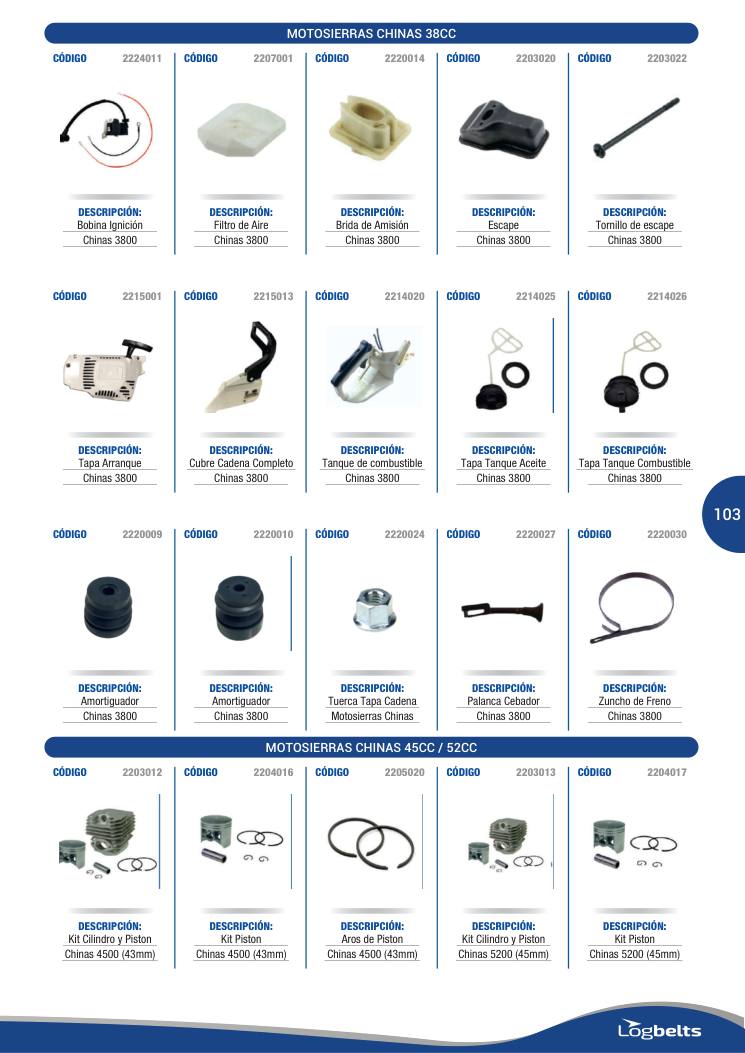 MOTOSIERRAS CHINAS 38CC
CÓDIGO 2224011
DESCRIPCIÓN:
Bobina Ignición
Chinas 3800
CÓDIGO 2207001
DESCRIPCIÓN:
Filtro de Aire
Chinas 3800
CÓDIGO 2220014
DESCRIPCIÓN:
Brida de Amisión
Chinas 3800
CÓDIGO 2203020
DESCRIPCIÓN:
Escape
Chinas 3800
CÓDIGO 2203022
DESCRIPCIÓN:
Tornillo de escape
Chinas 3800
CÓDIGO 2215001
DESCRIPCIÓN:
Tapa Arranque
Chinas 3800
CÓDIGO 2215013
DESCRIPCIÓN:
Cubre Cadena Completo
Chinas 3800
CÓDIGO 2214020
DESCRIPCIÓN:
Tanque de combustible
Chinas 3800
CÓDIGO 2214025
DESCRIPCIÓN:
Tapa Tanque Aceite
Chinas 3800
CÓDIGO 2214026
DESCRIPCIÓN:
Tapa Tanque Combustible
Chinas 3800
103
CÓDIGO 2220009
DESCRIPCIÓN:
Amortiguador
Chinas 3800
CÓDIGO 2220010
DESCRIPCIÓN:
Amortiguador
Chinas 3800
CÓDIGO 2220024
DESCRIPCIÓN:
Tuerca Tapa Cadena
Motosierras Chinas
CÓDIGO 2220027
DESCRIPCIÓN:
Palanca Cebador
Chinas 3800
CÓDIGO 2220030
DESCRIPCIÓN:
Zuncho de Freno
Chinas 3800
MOTOSIERRAS CHINAS 45CC / 52CC
CÓDIGO 2203012
DESCRIPCIÓN:
Kit Cilindro y Piston
Chinas 4500 (43mm)
CÓDIGO 2204016
DESCRIPCIÓN:
Kit Piston
Chinas 4500 (43mm)
CÓDIGO 2205020
DESCRIPCIÓN:
Aros de Piston
Chinas 4500 (43mm)
CÓDIGO 2203013
DESCRIPCIÓN:
Kit Cilindro y Piston
Chinas 5200 (45mm)
CÓDIGO 2204017
DESCRIPCIÓN:
Kit Piston
Chinas 5200 (45mm)
Logbelts